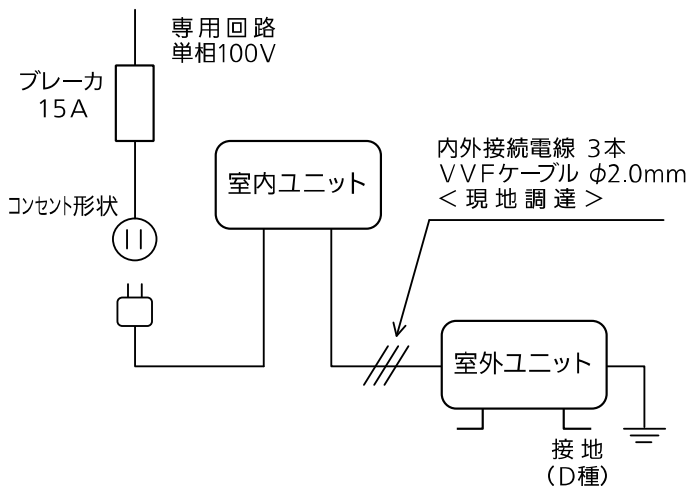 専用回路
単相100V
ブレーカ
15A
コンセント形状
室内ユニット
内外接続電線 3本
VVFケーブル φ2.0mm
＜現地調達＞
室外ユニット
接地
(D種)